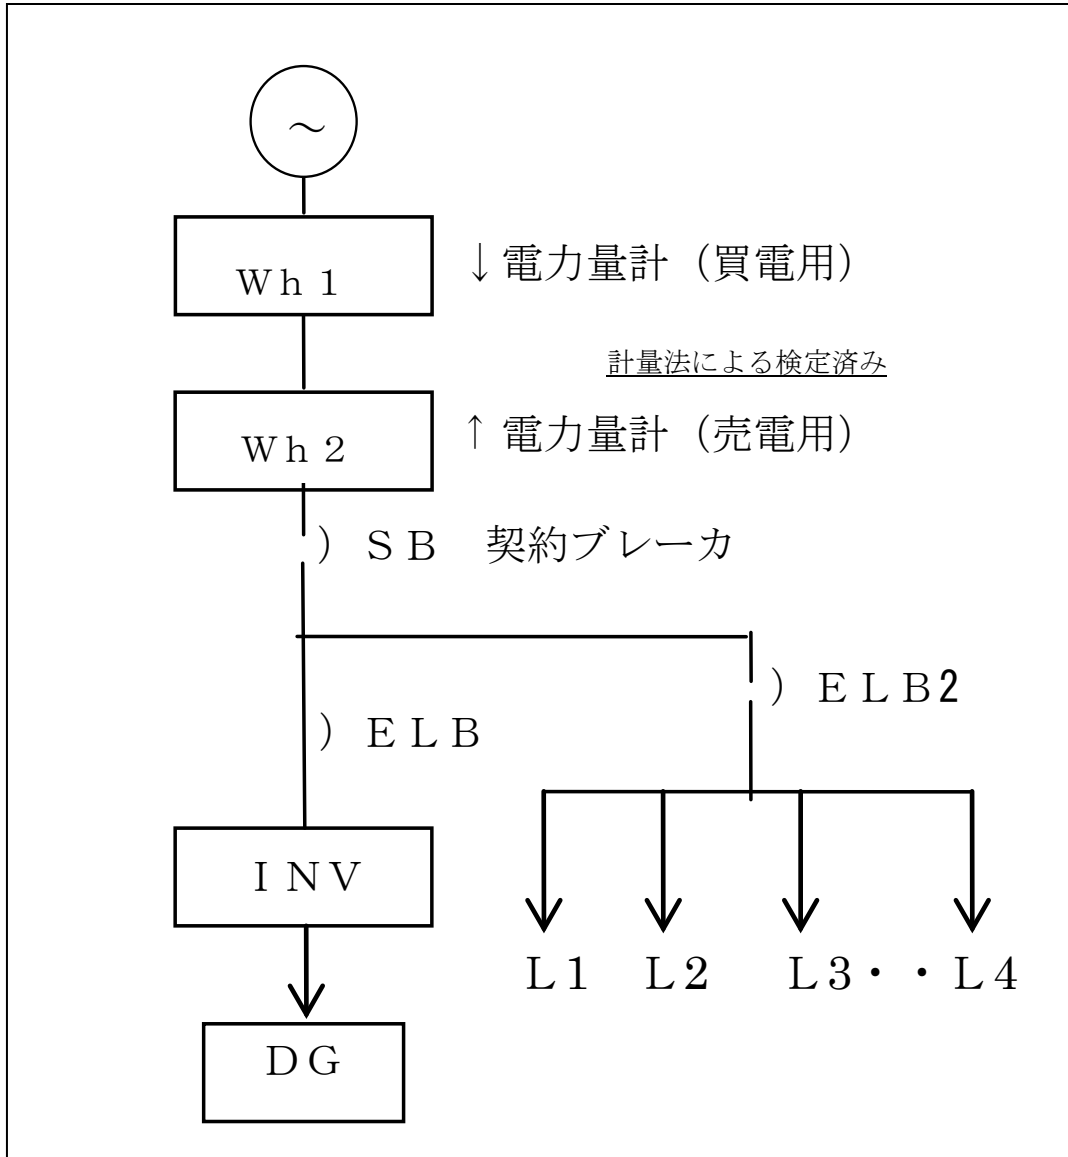 ～
Ｗｈ１
↓電力量計（買電用）
計量法による検定済み
Ｗｈ２
↑電力量計（売電用）
）ＳＢ　契約ブレーカ
）ＥＬＢ２
）ＥＬＢ
ＩＮＶ
Ｌ１　Ｌ２　Ｌ３・・Ｌ４
ＤＧ